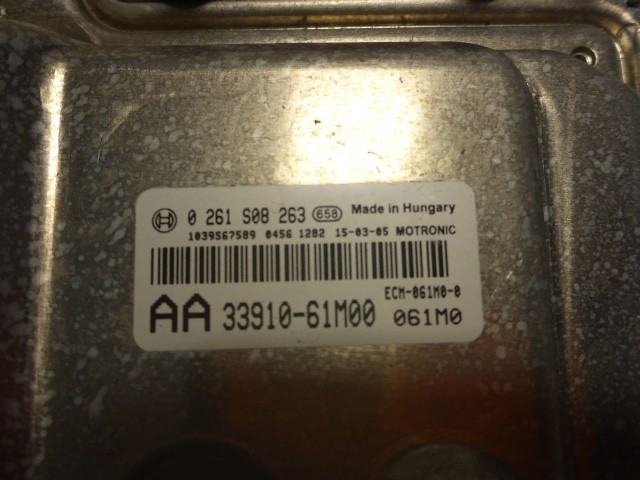 0 261 S08 263 658 Made in Hungary
1039S67589 0456 1282 15-03-05 MOTRONIC
ECM-061M0-0
AA 33910-61M00 061M0